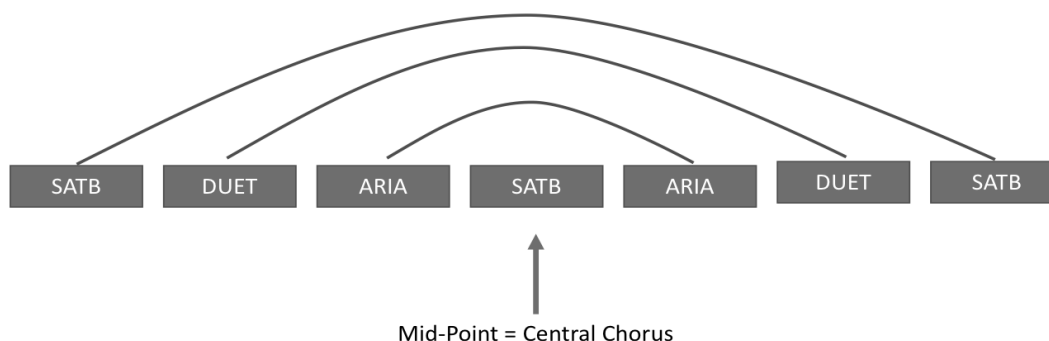 SATB DUET ARIA SATB ARIA DUET SATB
Mid-Point = Central Chorus